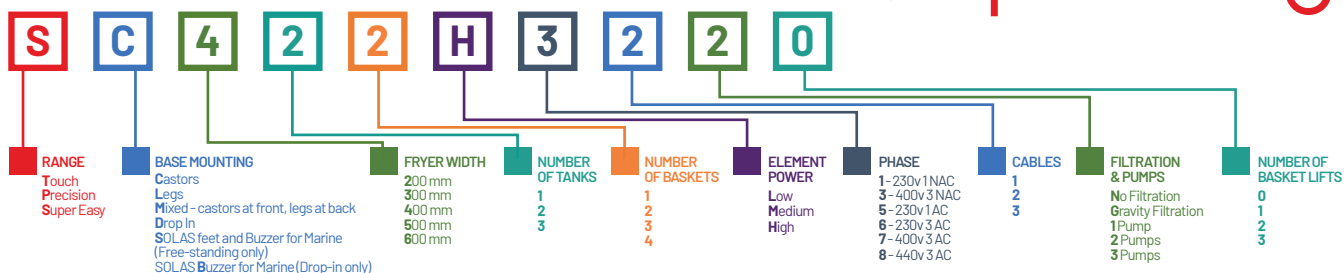 S C 4 2 2 H 3 2 2 0
RANGE
Touch
Precision
Super Easy
BASE MOUNTING
Castors
Legs
Mixed - castors at front, legs at back
Drop In
SOLAS feet and Buzzer for Marine
(Free-standing only)
SOLAS Buzzer for Marine (Drop-in only)
FRYER WIDTH
200 mm
300 mm
400 mm
500 mm
600 mm
NUMBER
OF TANKS
1
2
3
NUMBER
OF BASKETS
1
2
3
4
ELEMENT
POWER
Low
Medium
High
PHASE
1 - 230v 1 NAC
3 - 400v 3 NAC
5 - 230v 1 AC
6 - 230v 3 AC
7 - 400v 3 AC
8 - 440v 3 AC
CABLES
1
2
3
FILTRATION
& PUMPS
No Filtration
Gravity Filtration
1 Pump
2 Pumps
3 Pumps
NUMBER OF
BASKET LIFTS
0
1
2
3